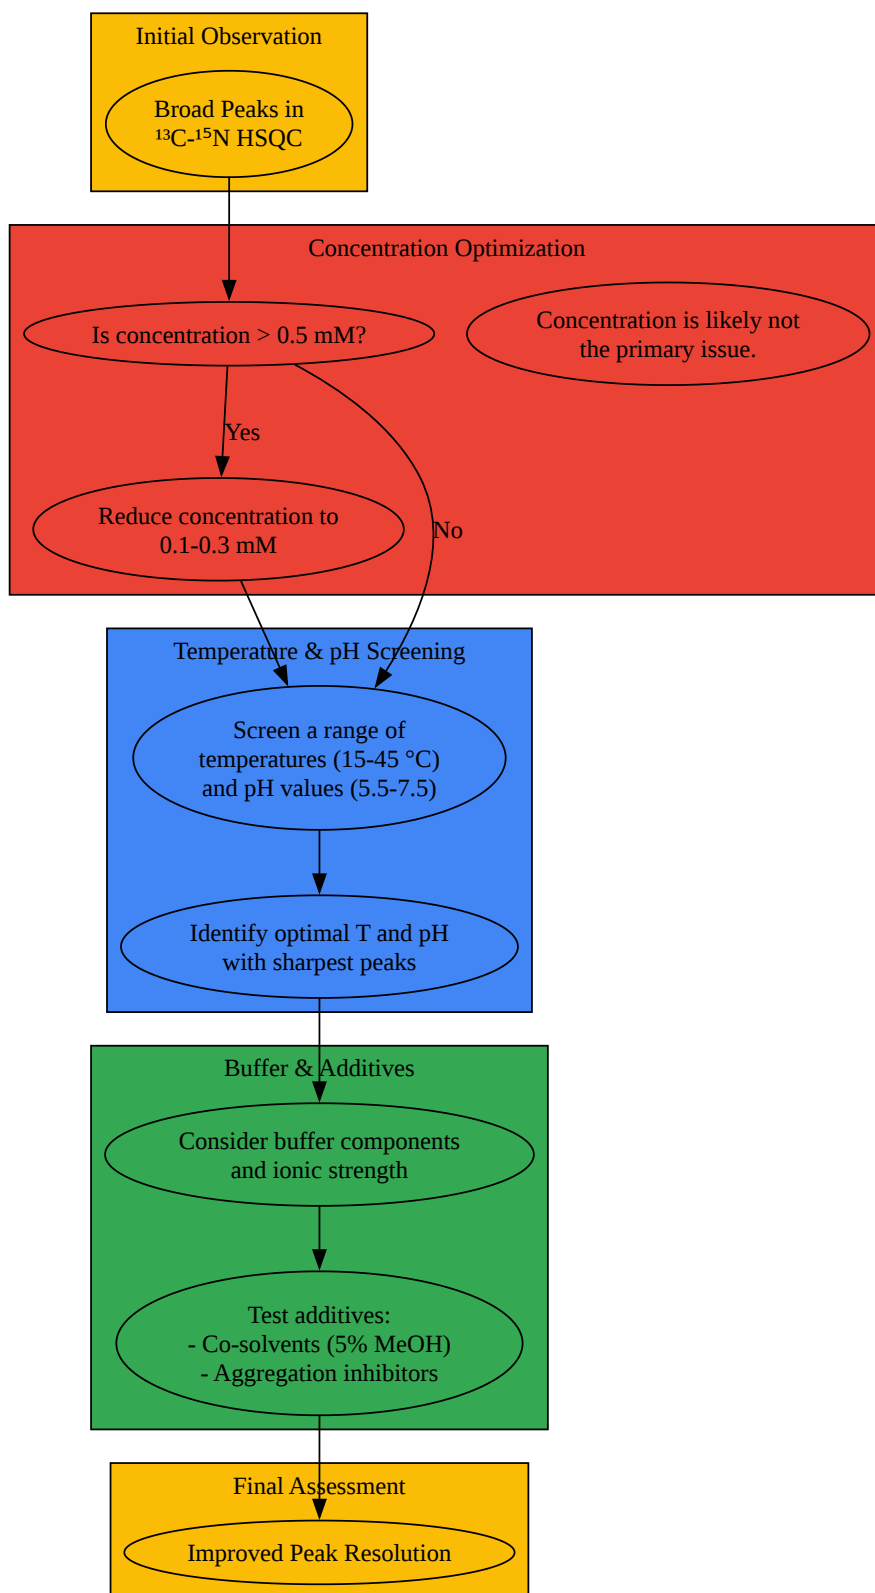 Initial Observation
Broad Peaks in
¹³C-¹⁵N HSQC
Concentration Optimization
Is concentration > 0.5 mM?
Concentration is likely not
the primary issue.
Yes
Reduce concentration to
0.1-0.3 mM
No
Temperature & pH Screening
Screen a range of
temperatures (15-45 °C)
and pH values (5.5-7.5)
Identify optimal T and pH
with sharpest peaks
Buffer & Additives
Consider buffer components
and ionic strength
Test additives:
- Co-solvents (5% MeOH)
- Aggregation inhibitors
Final Assessment
Improved Peak Resolution